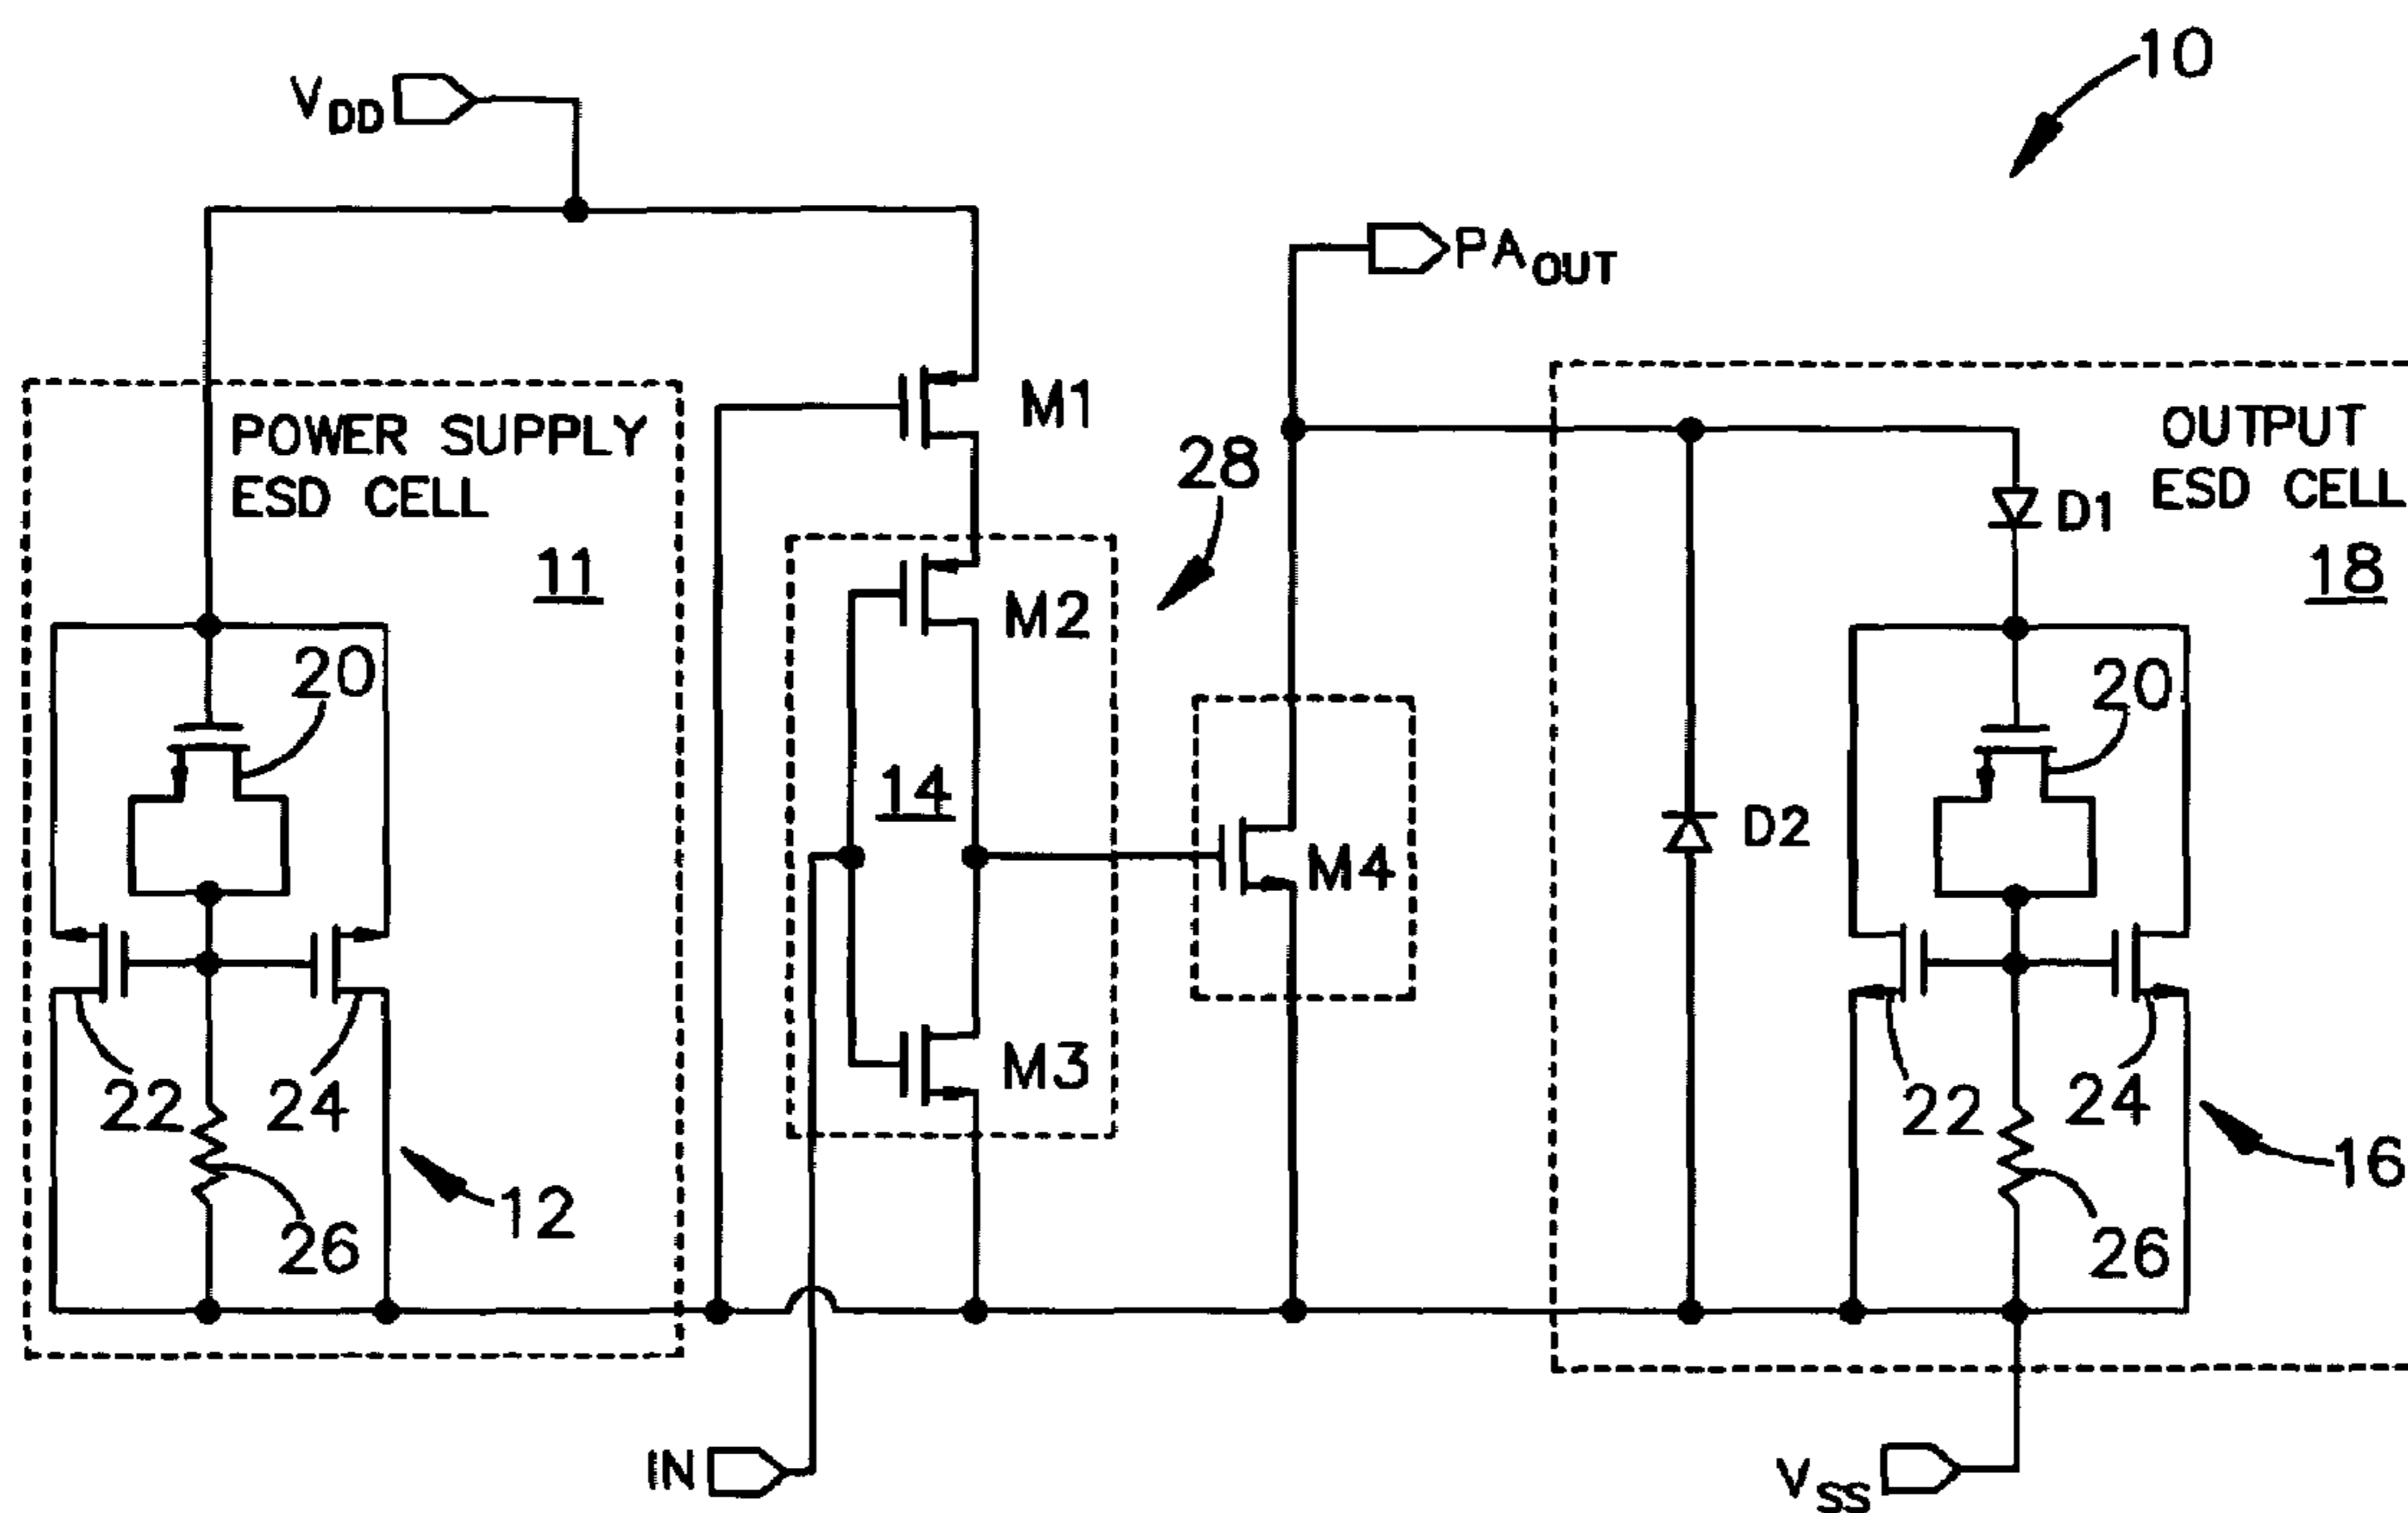 10
VDD
PAOUT
POWER SUPPLY
ESD CELL
11
M1
28
OUTPUT
ESD CELL
18
D1
M2
20
20
14
D2
M4
M3
22
24
22
24
12
16
26
26
IN
VSS